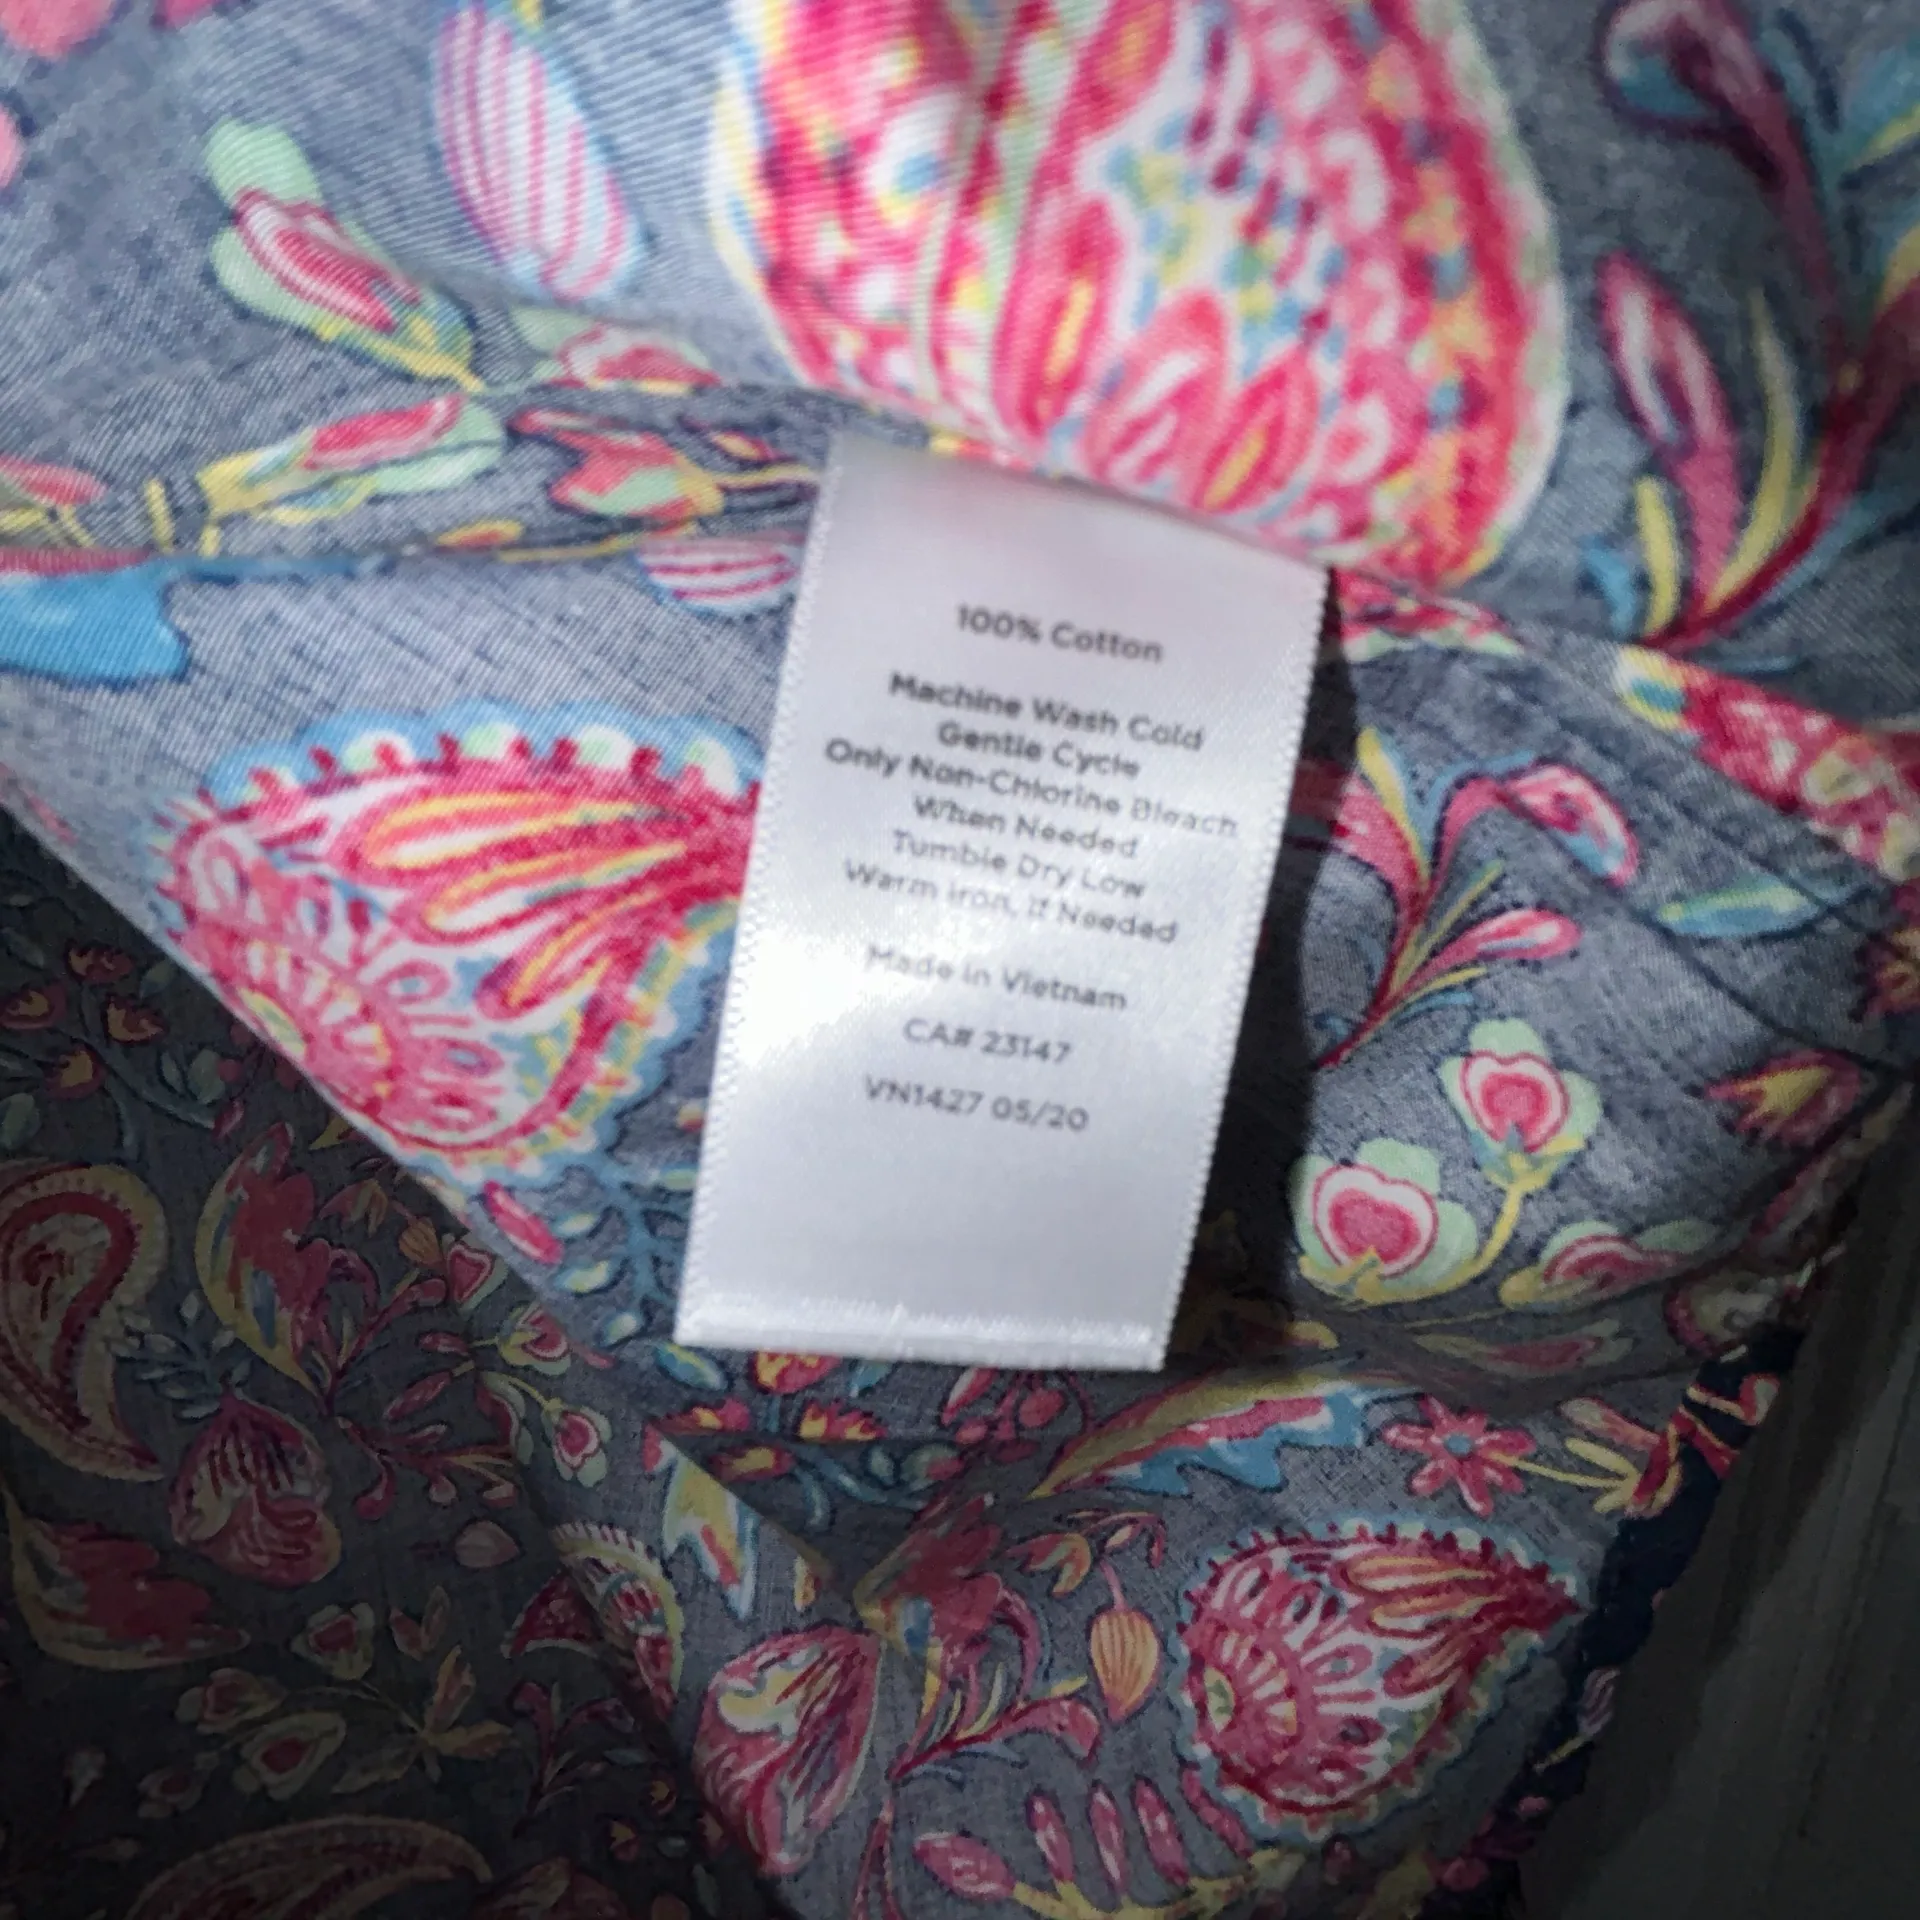 100% Cotton
Machine Wash Cold
Gentle Cycle
Only Non-Chlorine Bleach
When Needed
Tumble Dry Low
Warm Iron, If Needed
Made in Vietnam
CA# 23147
VN1427 05/20